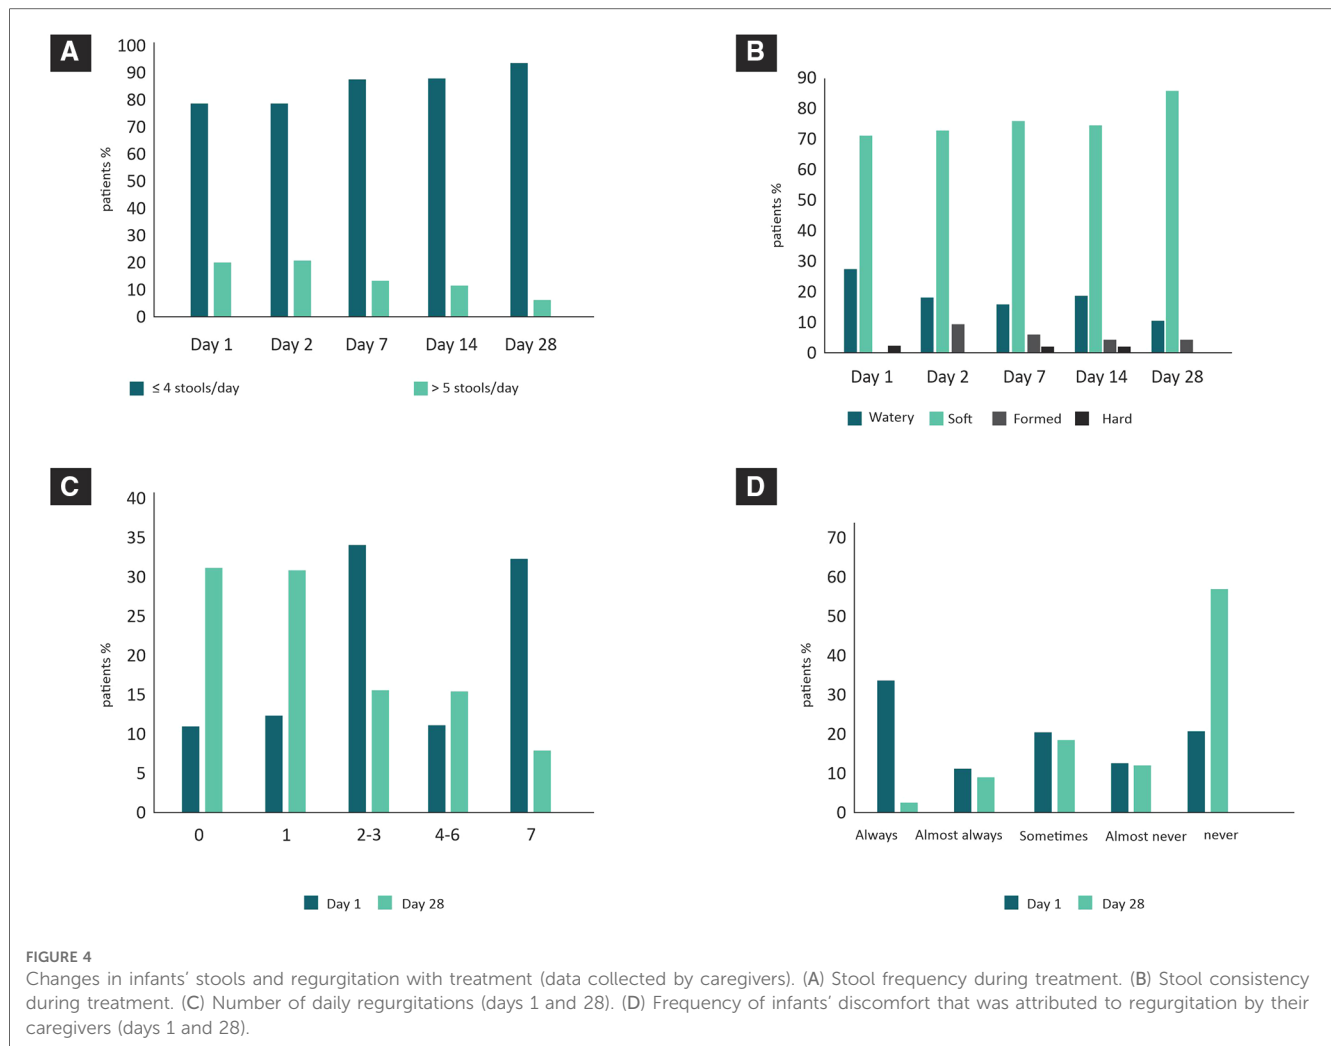 A
100
90
80
70
60
50
40
30
20
10
0
patients %
Day 1 Day 2 Day 7 Day 14 Day 28
≤ 4 stools/day > 5 stools/day
B
90
80
70
60
50
40
30
20
10
0
patients %
Day 1 Day 2 Day 7 Day 14 Day 28
Watery Soft Formed Hard
C
40
35
30
25
20
15
10
5
0
patients %
0 1 2-3 4-6 7
Day 1 Day 28
D
70
60
50
40
30
20
10
0
patients %
Always Almost always Sometimes Almost never never
Day 1 Day 28
FIGURE 4
Changes in infants' stools and regurgitation with treatment (data collected by caregivers). (A) Stool frequency during treatment. (B) Stool consistency
during treatment. (C) Number of daily regurgitations (days 1 and 28). (D) Frequency of infants' discomfort that was attributed to regurgitation by their
caregivers (days 1 and 28).